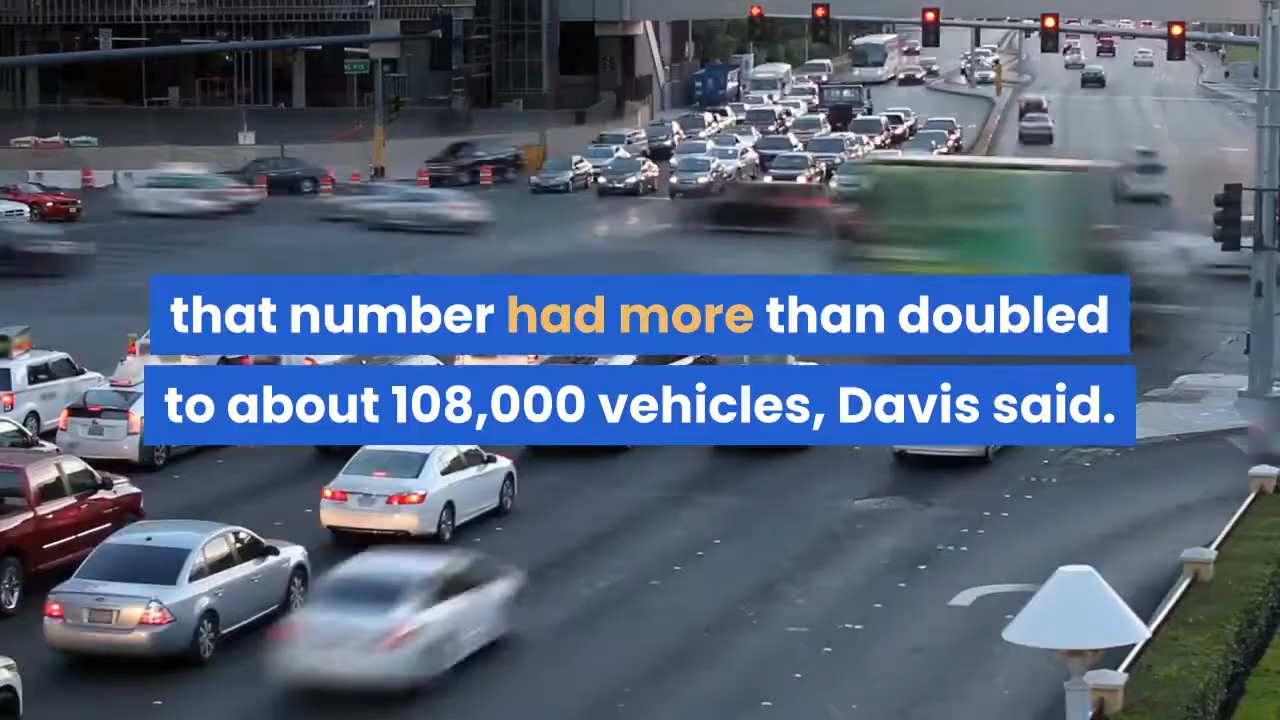 that number had more than doubled
to about 108,000 vehicles, Davis said.